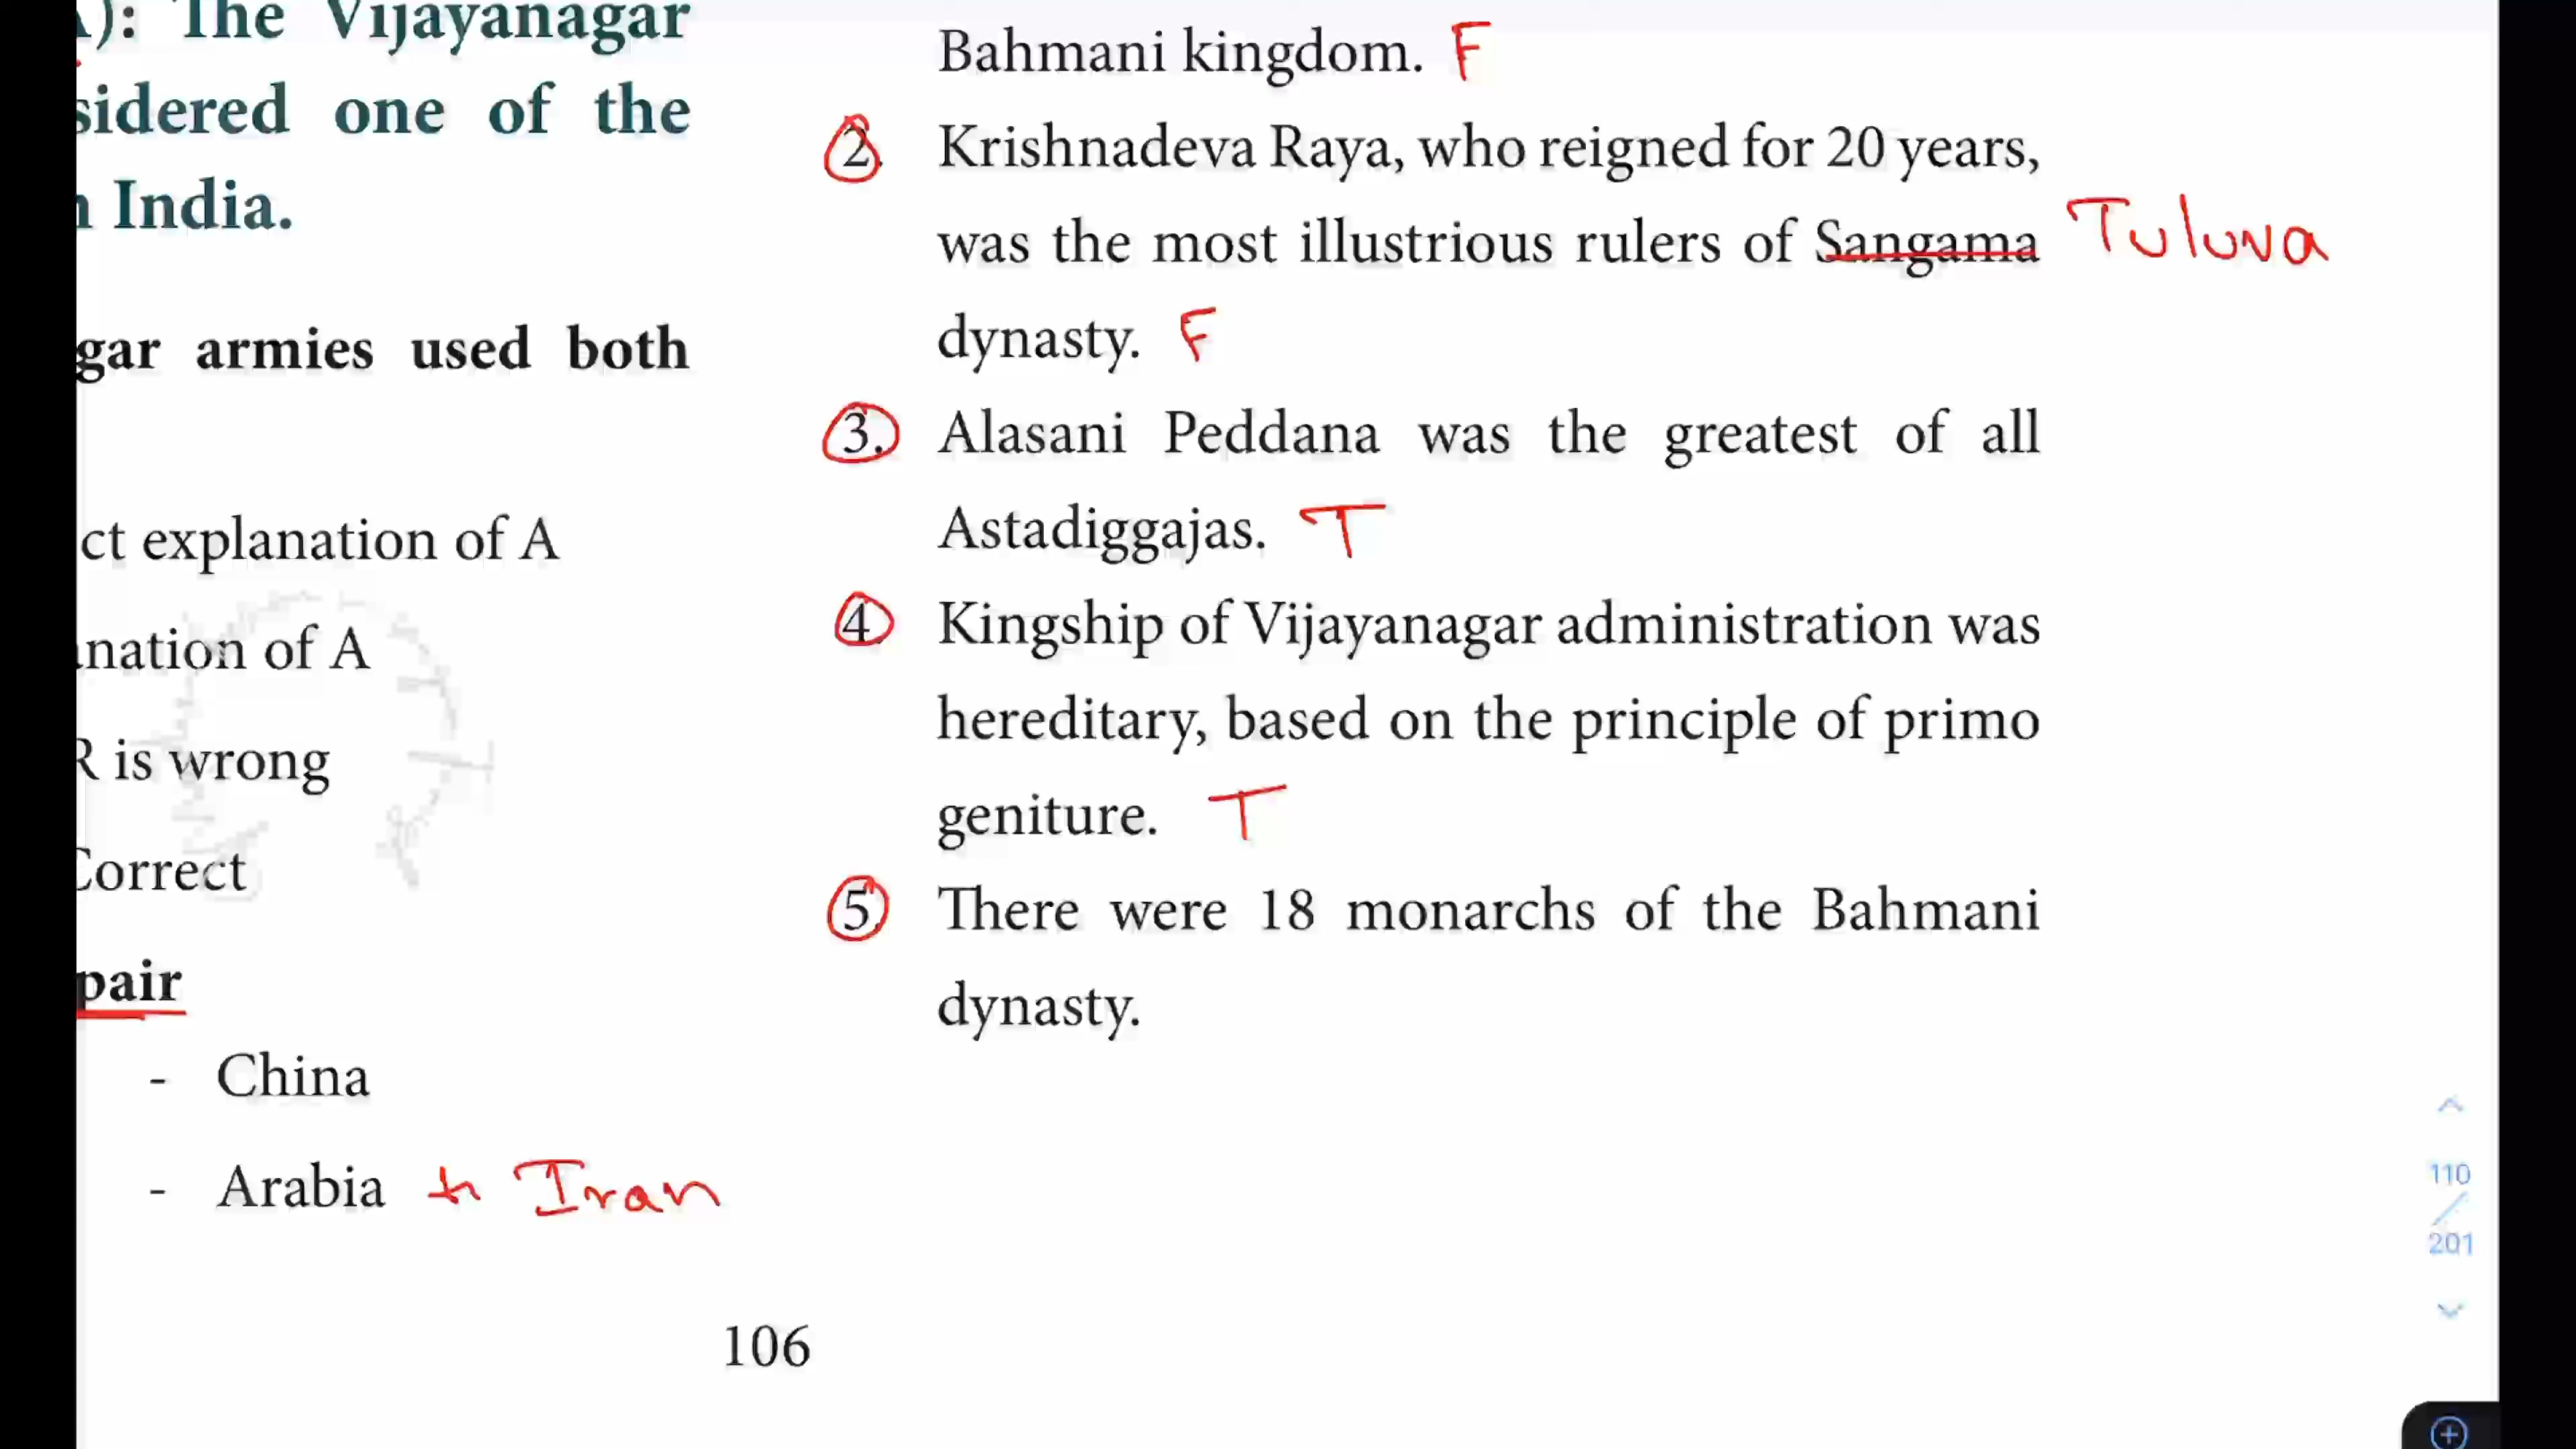 : The Vijayanagar
sidered one of the
India.
gar armies used both
ct explanation of A
nation of A
R is wrong
Correct
pair
- China
- Arabia + Iran
Bahmani kingdom. F
2. Krishnadeva Raya, who reigned for 20 years,
was the most illustrious rulers of Sangama Tuluva
dynasty. F
3. Alasani Peddana was the greatest of all
Astadiggajas. T
4. Kingship of Vijayanagar administration was
hereditary, based on the principle of primo
geniture. T
5. There were 18 monarchs of the Bahmani
dynasty.
106
110
201